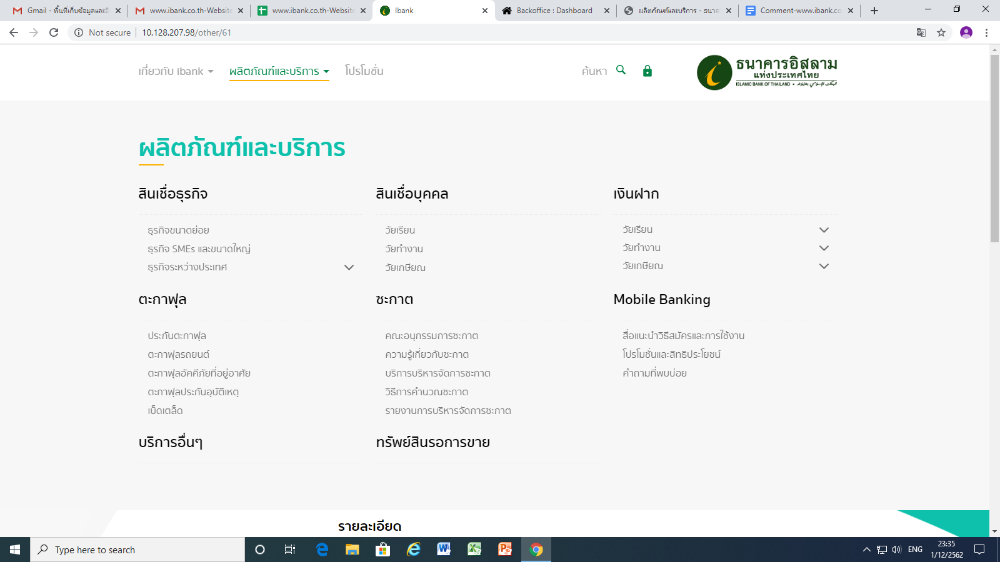 Gmail - พื้นที่เก็บข้อมูลและอี
www.ibank.co.th-Website
www.ibank.co.th-Website
Ibank
Backoffice : Dashboard
ผลิตภัณฑ์และบริการ - ธนาค
Comment-www.ibank.co
Not secure
10.128.207.98/other/61
เกี่ยวกับ ibank
ผลิตภัณฑ์และบริการ
โปรโมชั่น
ค้นหา
ธนาคารอิสลาม
แห่งประเทศไทย
ISLAMIC BANK OF THAILAND
ผลิตภัณฑ์และบริการ
สินเชื่อธุรกิจ
ธุรกิจขนาดย่อย
ธุรกิจ SMEs และขนาดใหญ่
ธุรกิจระหว่างประเทศ
สินเชื่อบุคคล
วัยเรียน
วัยทำงาน
วัยเกษียณ
เงินฝาก
วัยเรียน
วัยทำงาน
วัยเกษียณ
ตะกาฟุล
ประกันตะกาฟุล
ตะกาฟุลรถยนต์
ตะกาฟุลอัคคีภัยที่อยู่อาศัย
ตะกาฟุลประกันอุบัติเหตุ
เบ็ดเตล็ด
ซะกาต
คณะอนุกรรมการซะกาต
ความรู้เกี่ยวกับซะกาต
บริการบริหารจัดการซะกาต
วิธีการคำนวณซะกาต
รายงานการบริหารจัดการซะกาต
Mobile Banking
สื่อแนะนำวิธีสมัครและการใช้งาน
โปรโมชั่นและสิทธิประโยชน์
คำถามที่พบบ่อย
บริการอื่นๆ
ทรัพย์สินรอการขาย
รายละเอียด
Type here to search
ENG
23:35
1/12/2562